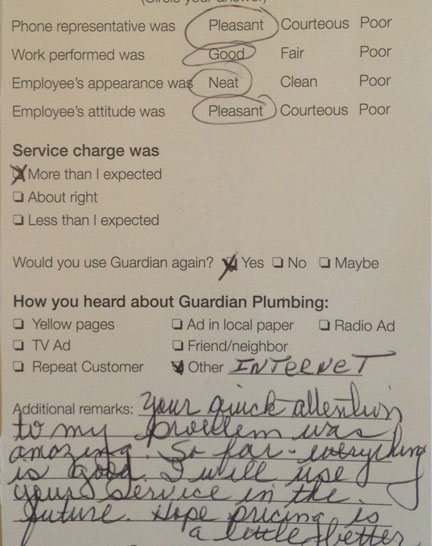 (Circle your answer)
Phone representative was Pleasant Courteous Poor
Work performed was Good Fair Poor
Employee's appearance was Neat Clean Poor
Employee's attitude was Pleasant Courteous Poor
Service charge was
More than I expected
About right
Less than I expected
Would you use Guardian again? Yes No Maybe
How you heard about Guardian Plumbing:
Yellow pages Ad in local paper Radio Ad
TV Ad Friend/neighbor
Repeat Customer Other INTERNET
Additional remarks: Your quick attention
to my problem was
amazing! So far - everything
is good. I will use
your service in the
future. Hope pricing is
a little better